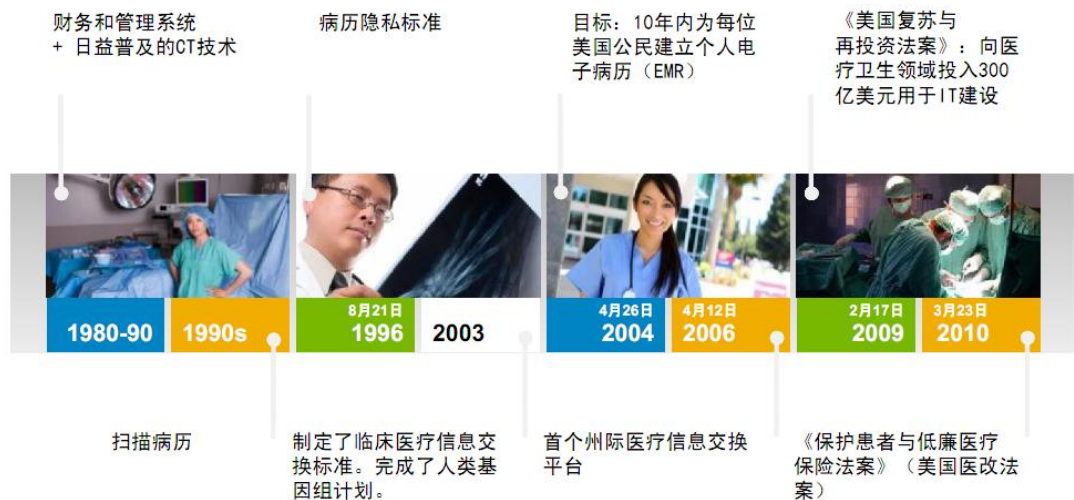 财务和管理系统
+ 日益普及的CT技术
病历隐私标准
目标：10年内为每位
美国公民建立个人电
子病历（EMR）
《美国复苏与
再投资法案》：向医
疗卫生领域投入300
亿美元用于IT建设
1980-90
1990s
8月21日
1996
2003
4月26日
2004
4月12日
2006
2月17日
2009
3月23日
2010
扫描病历
制定了临床医疗信息交
换标准。完成了人类基
因组计划。
首个州际医疗信息交换
平台
《保护患者与低廉医疗
保险法案》（美国医改法
案）